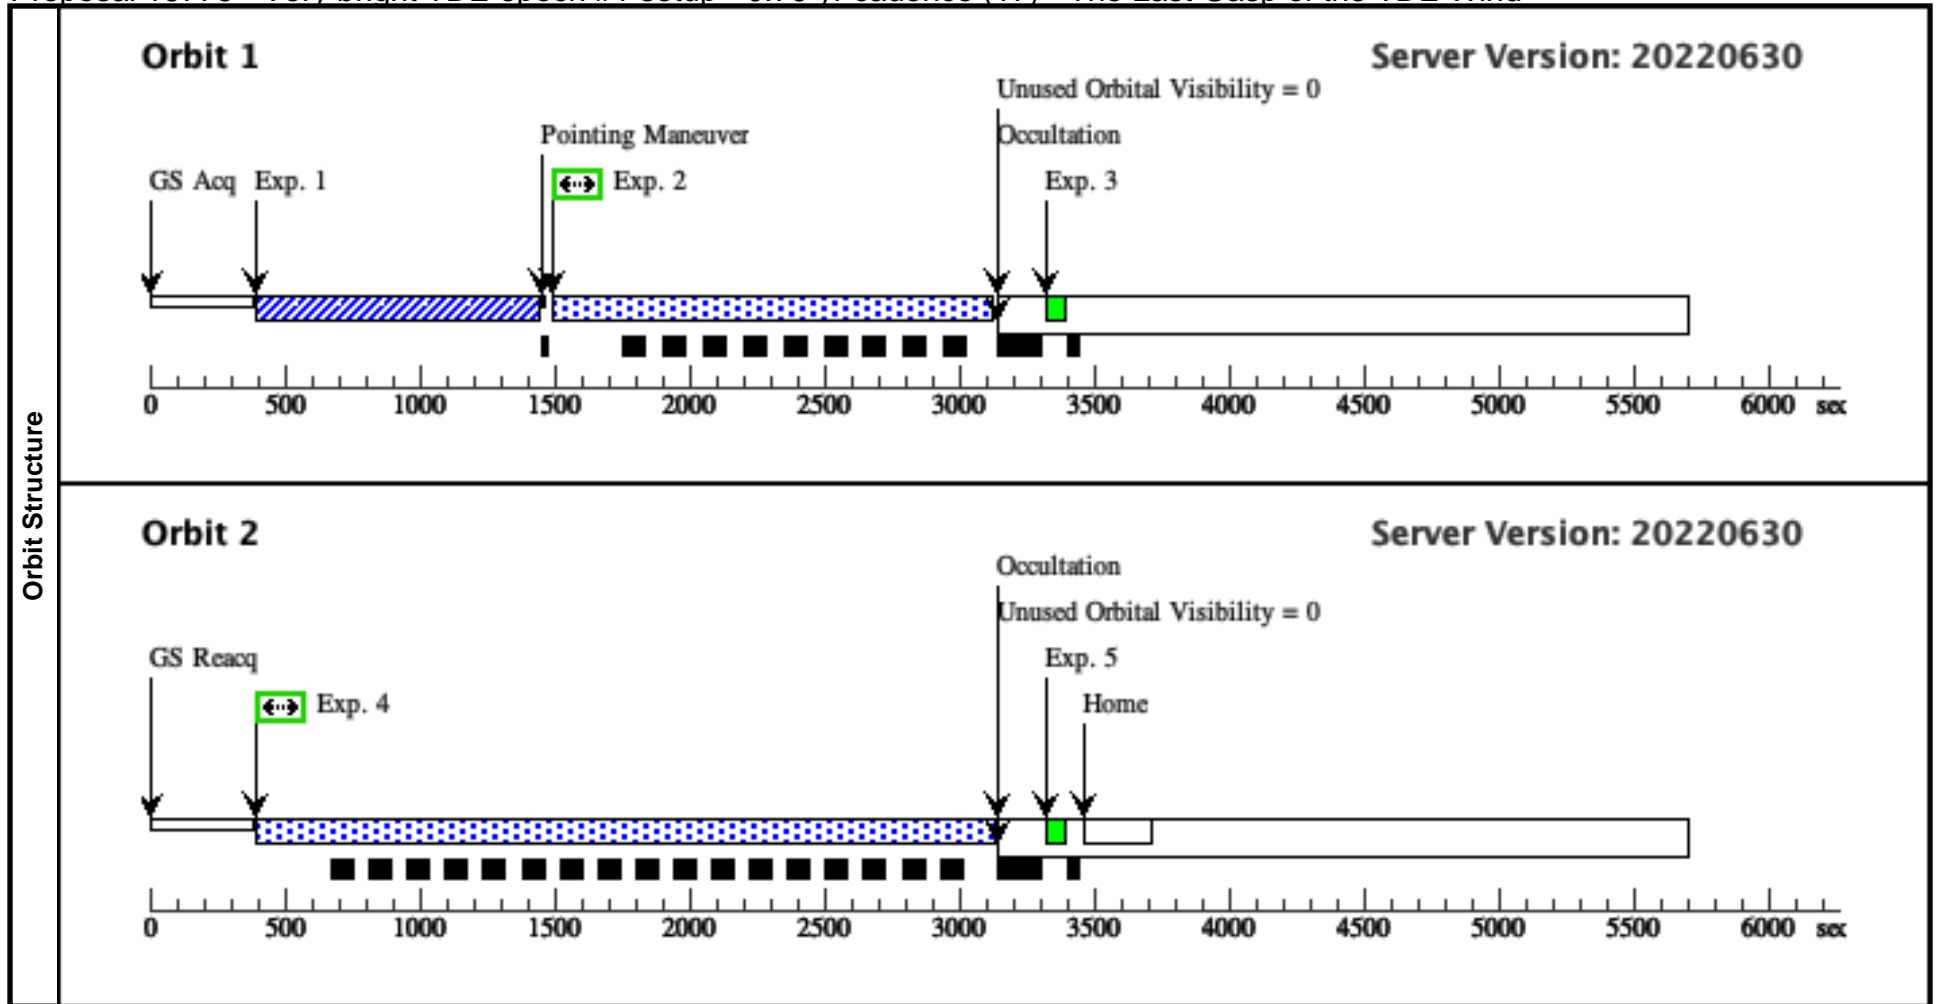 Orbit Structure
Orbit 1
Server Version: 20220630
Unused Orbital Visibility = 0
Pointing Maneuver
Occultation
GS Acq
Exp. 1
Exp. 2
Exp. 3
0 500 1000 1500 2000 2500 3000 3500 4000 4500 5000 5500 6000 sec
Orbit 2
Server Version: 20220630
Occultation
Unused Orbital Visibility = 0
GS Reacq
Exp. 5
Exp. 4
Home
0 500 1000 1500 2000 2500 3000 3500 4000 4500 5000 5500 6000 sec